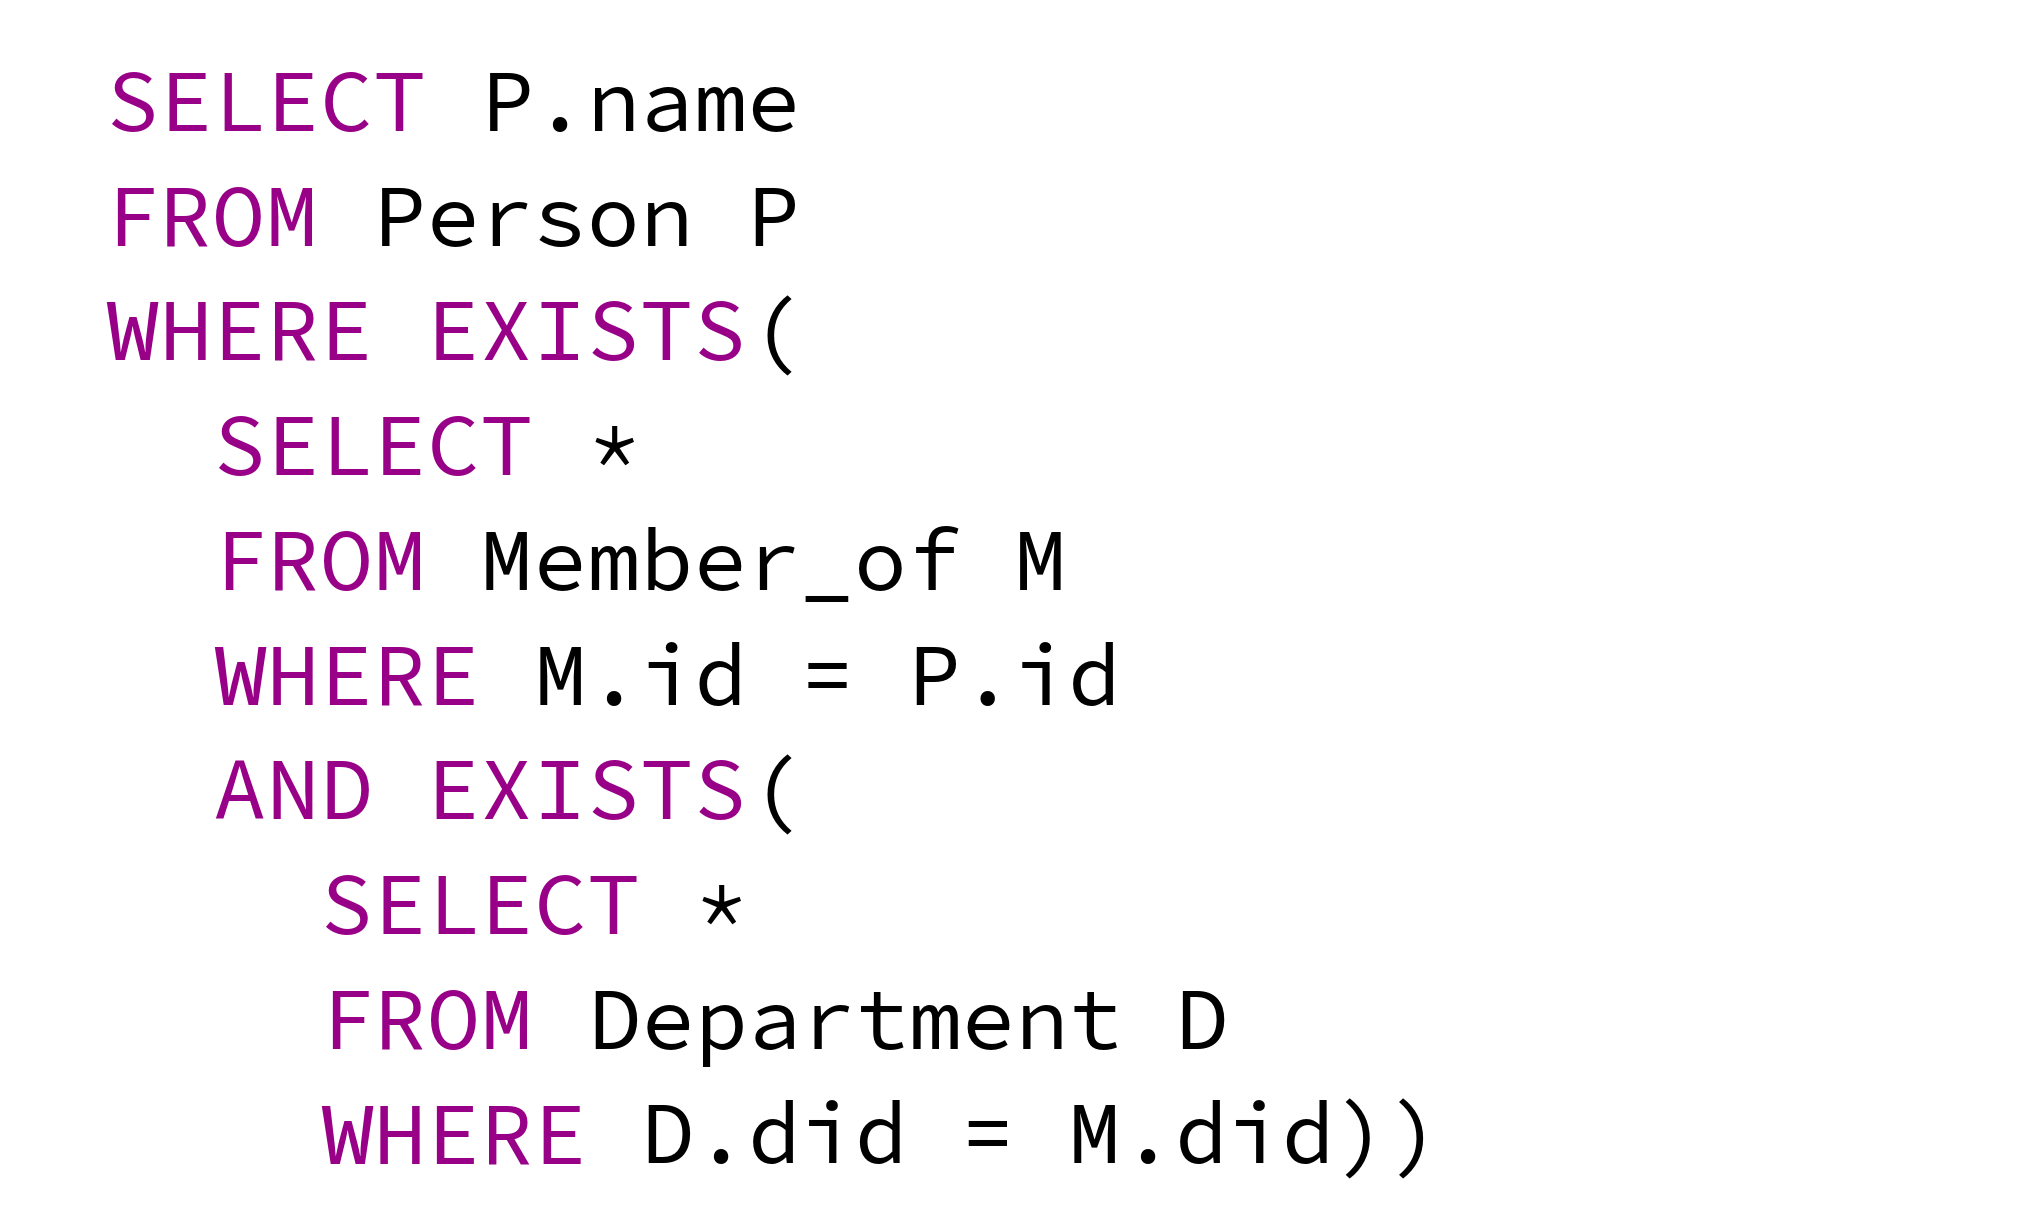 SELECT P.name
FROM Person P
WHERE EXISTS(
  SELECT *
  FROM Member_of M
  WHERE M.id = P.id
  AND EXISTS(
    SELECT *
    FROM Department D
    WHERE D.did = M.did))